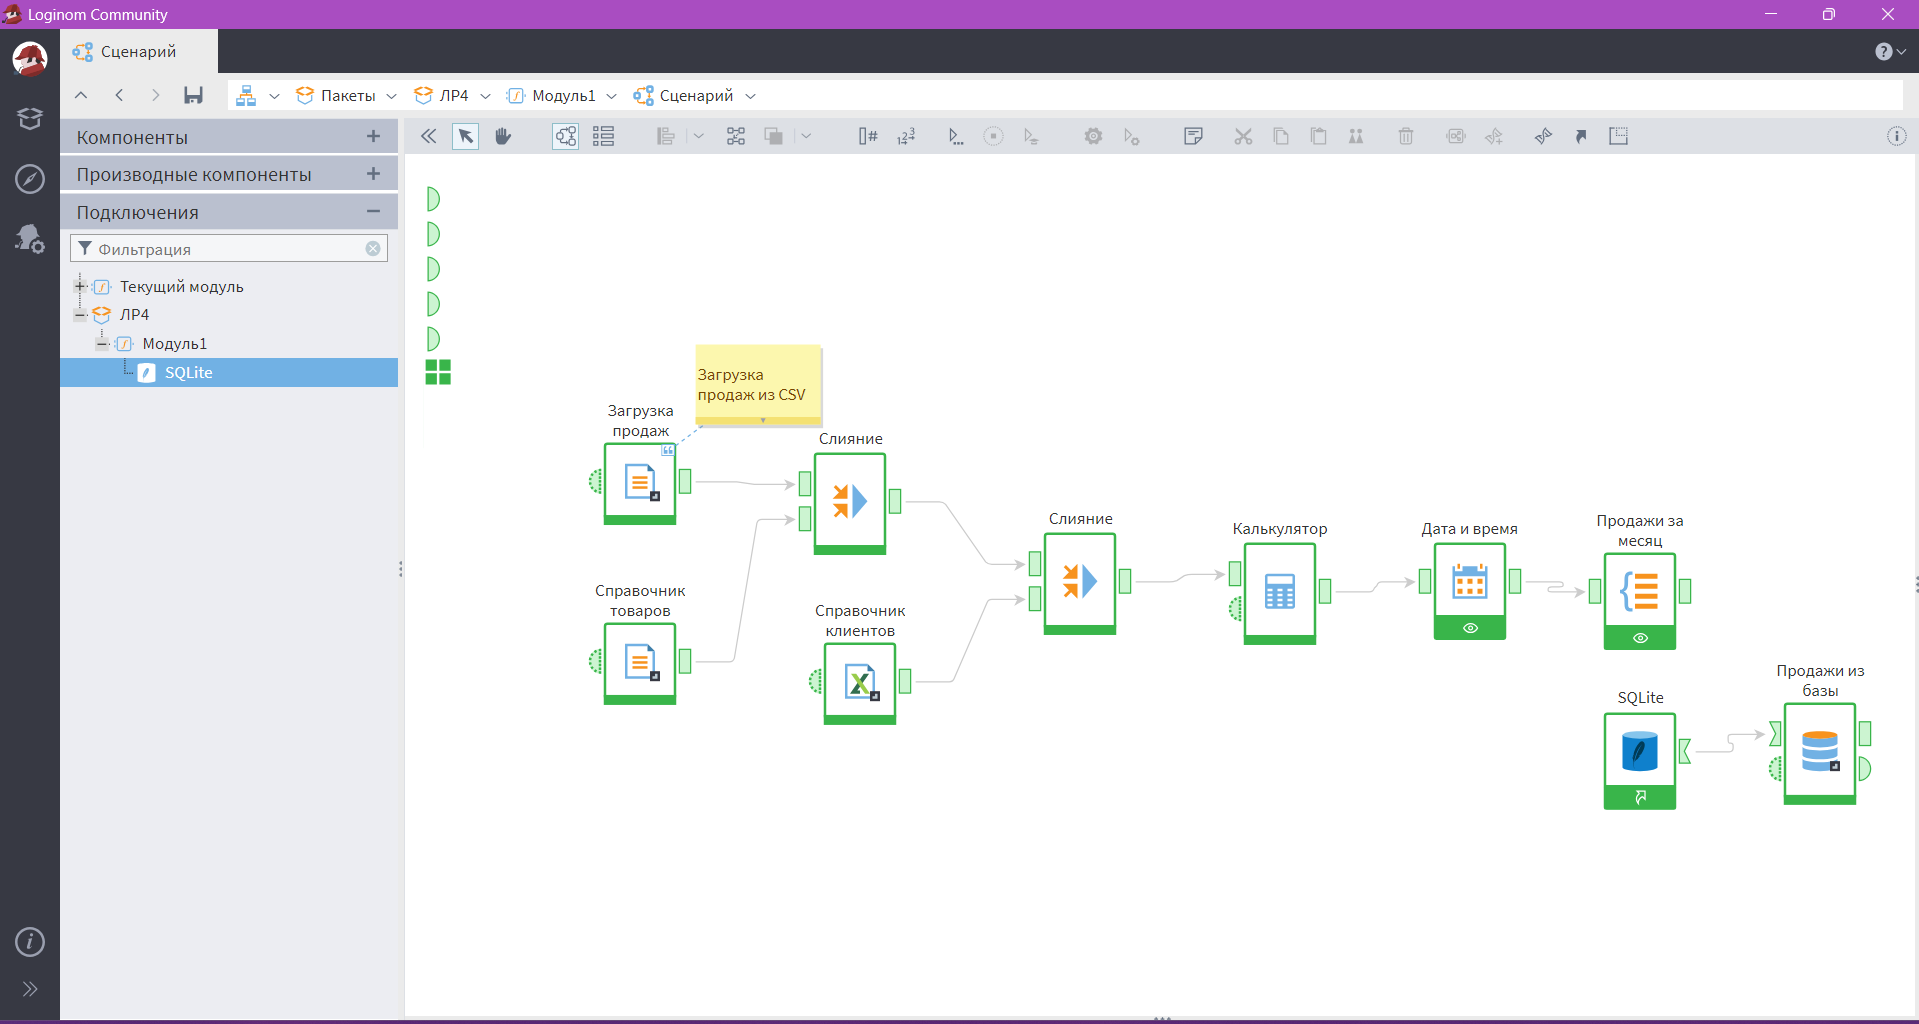 Loginom Community
Сценарий
Пакеты
ЛР4
Модуль1
Сценарий
Компоненты
Производные компоненты
Подключения
Фильтрация
Текущий модуль
ЛР4
Модуль1
SQLite
Загрузка
продаж из CSV
Загрузка
продаж
Слияние
Справочник
товаров
Справочник
клиентов
Слияние
Калькулятор
Дата и время
Продажи за
месяц
SQLite
Продажи из
базы